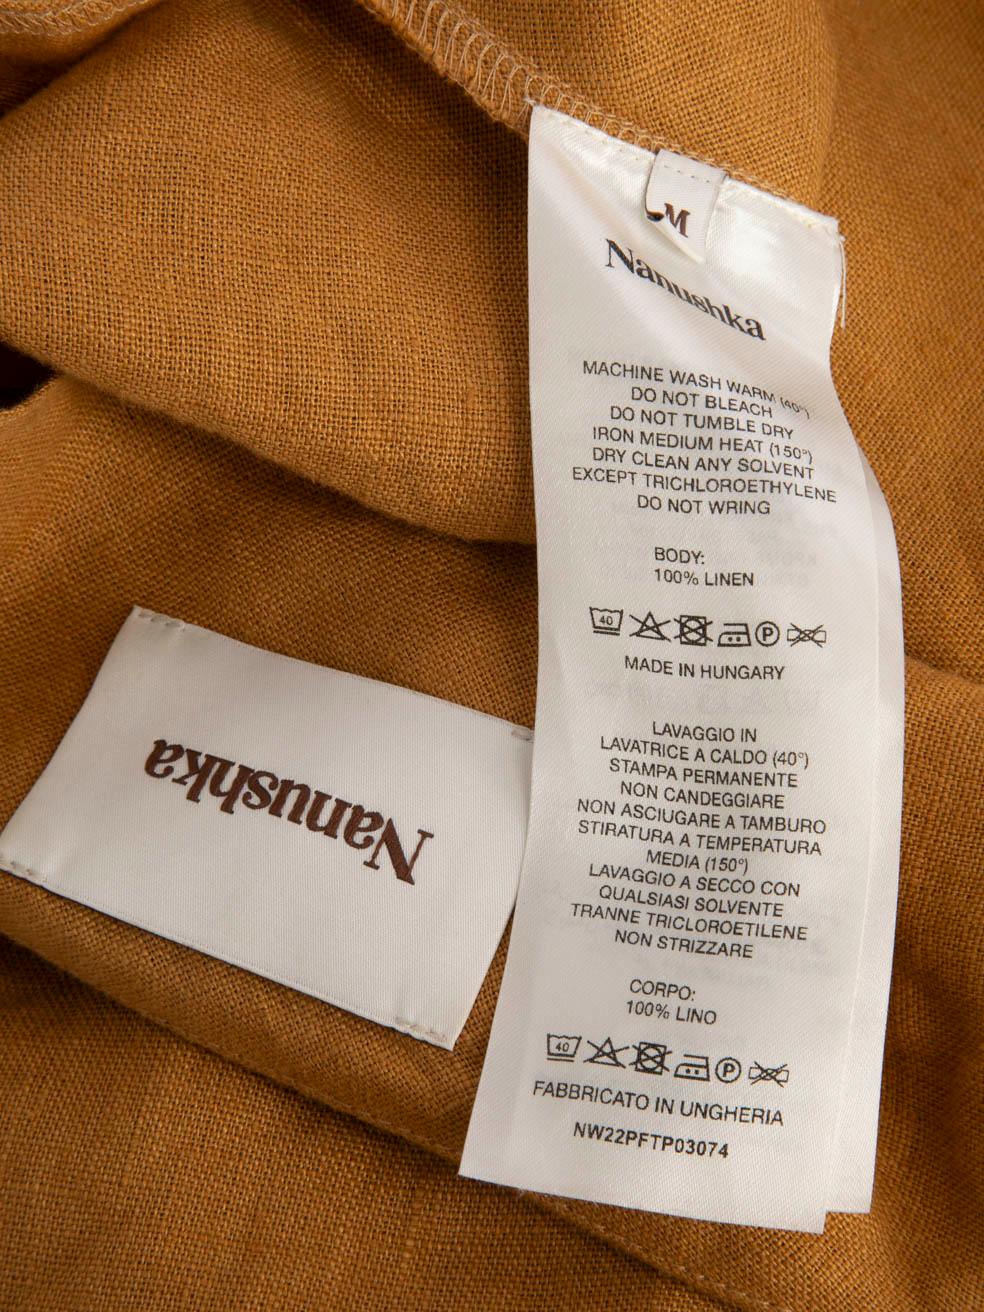 M
Nanushka
MACHINE WASH WARM (40°)
DO NOT BLEACH
DO NOT TUMBLE DRY
IRON MEDIUM HEAT (150°)
DRY CLEAN ANY SOLVENT
EXCEPT TRICHLOROETHYLENE
DO NOT WRING
BODY:
100% LINEN
40 P
MADE IN HUNGARY
LAVAGGIO IN
LAVATRICE A CALDO (40°)
STAMPA PERMANENTE
NON CANDEGGIARE
NON ASCIUGARE A TAMBURO
STIRATURA A TEMPERATURA
MEDIA (150°)
LAVAGGIO A SECCO CON
QUALSIASI SOLVENTE
TRANNE TRICLOROETILENE
NON STRIZZARE
CORPO:
100% LINO
40 P
FABBRICATO IN UNGHERIA
NW22PFTP03074
Nanushka